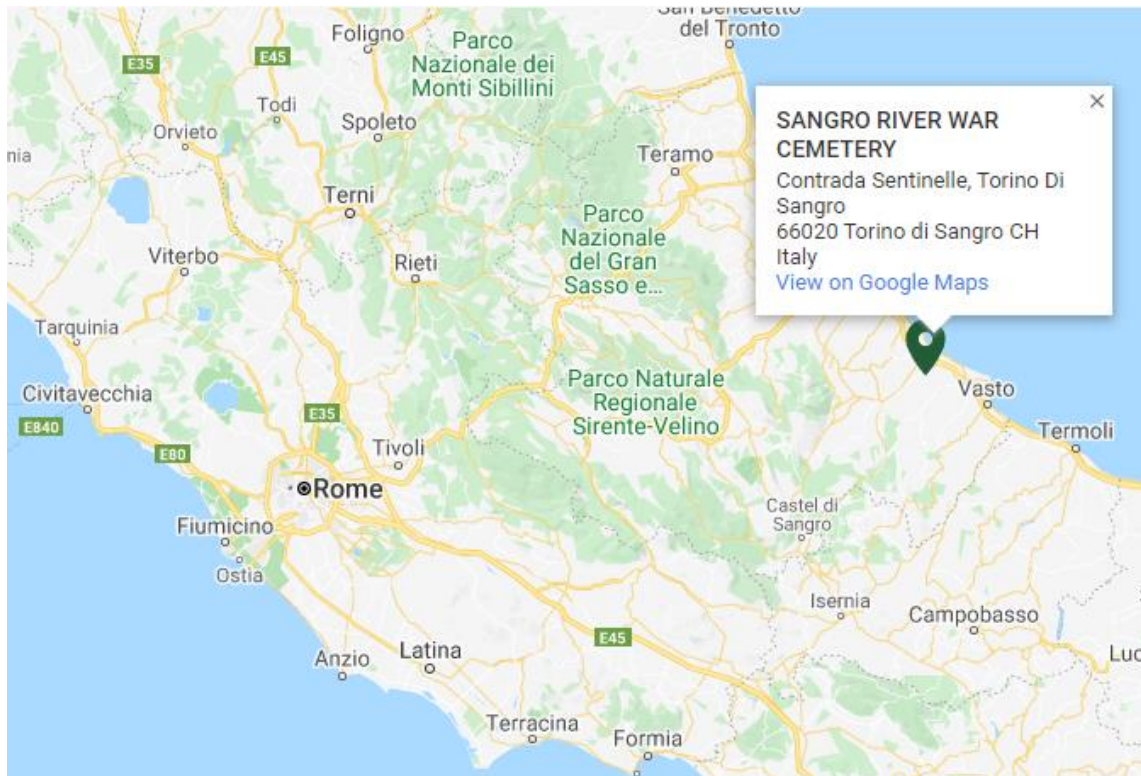 San Benedetto
del Tronto
Foligno
Parco
Nazionale dei
Monti Sibillini
E35
E45
Todi
Orvieto
Spoleto
nia
SANGRO RIVER WAR
CEMETERY
Contrada Sentinelle, Torino Di
Sangro
66020 Torino di Sangro CH
Italy
View on Google Maps
Teramo
Terni
Parco
Nazionale
del Gran
Sasso e...
Viterbo
Rieti
Tarquinia
Civitavecchia
E840
E80
E35
Parco Naturale
Regionale
Sirente-Velino
Vasto
Termoli
Tivoli
Rome
Fiumicino
Ostia
Castel di
Sangro
Isernia
Campobasso
E45
Luc
Anzio
Latina
Terracina
Formia